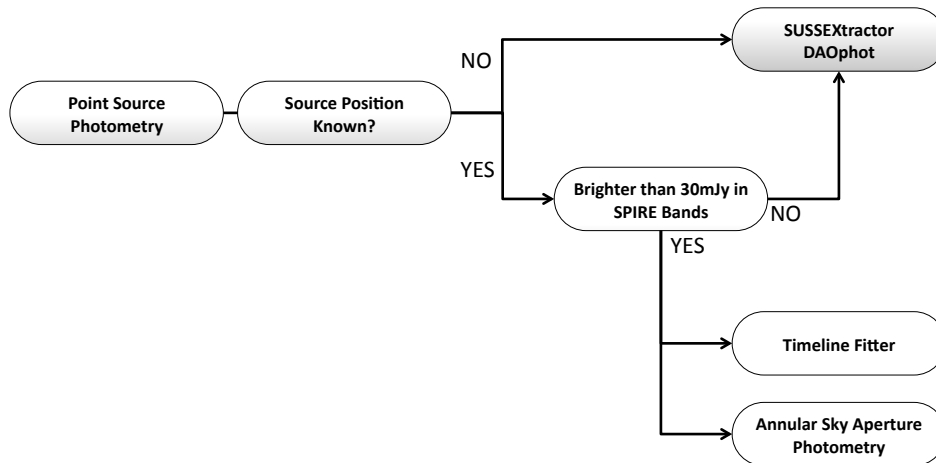 SUSSEXtractor
DAOphot
NO
Point Source
Photometry
Source Position
Known?
YES
Brighter than 30mJy in
SPIRE Bands
NO
YES
Timeline Fitter
Annular Sky Aperture
Photometry